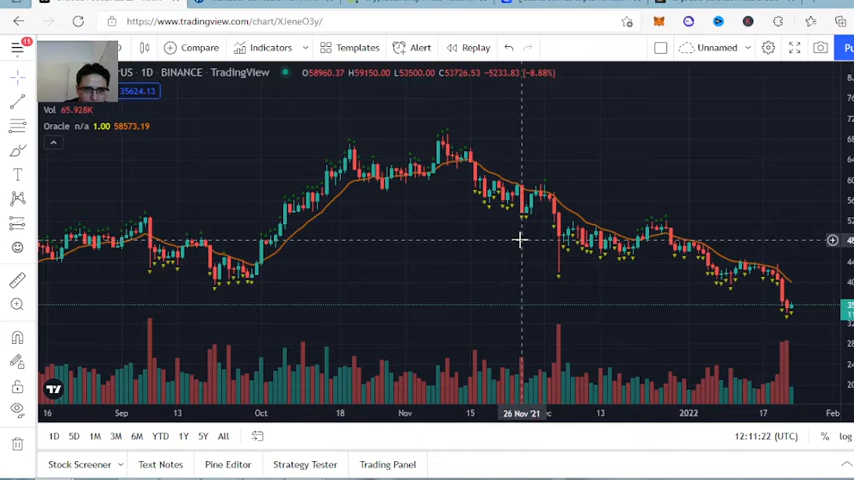 https://www.tradingview.com/chart/XJeneO3y/
11
Compare Indicators Templates Alert Replay Unnamed
1D · BINANCE · TradingView O58960.37 H59150.00 L53500.00 C53726.53 -5233.83 (-8.88%)
35624.13
Vol 65.928K
Oracle n/a 1.00 58573.19
16 Sep 13 Oct 18 Nov 15 26 Nov '21 13 2022 17 Feb
1D 5D 1M 3M 6M YTD 1Y 5Y All 12:11:22 (UTC) % log
Stock Screener Text Notes Pine Editor Strategy Tester Trading Panel